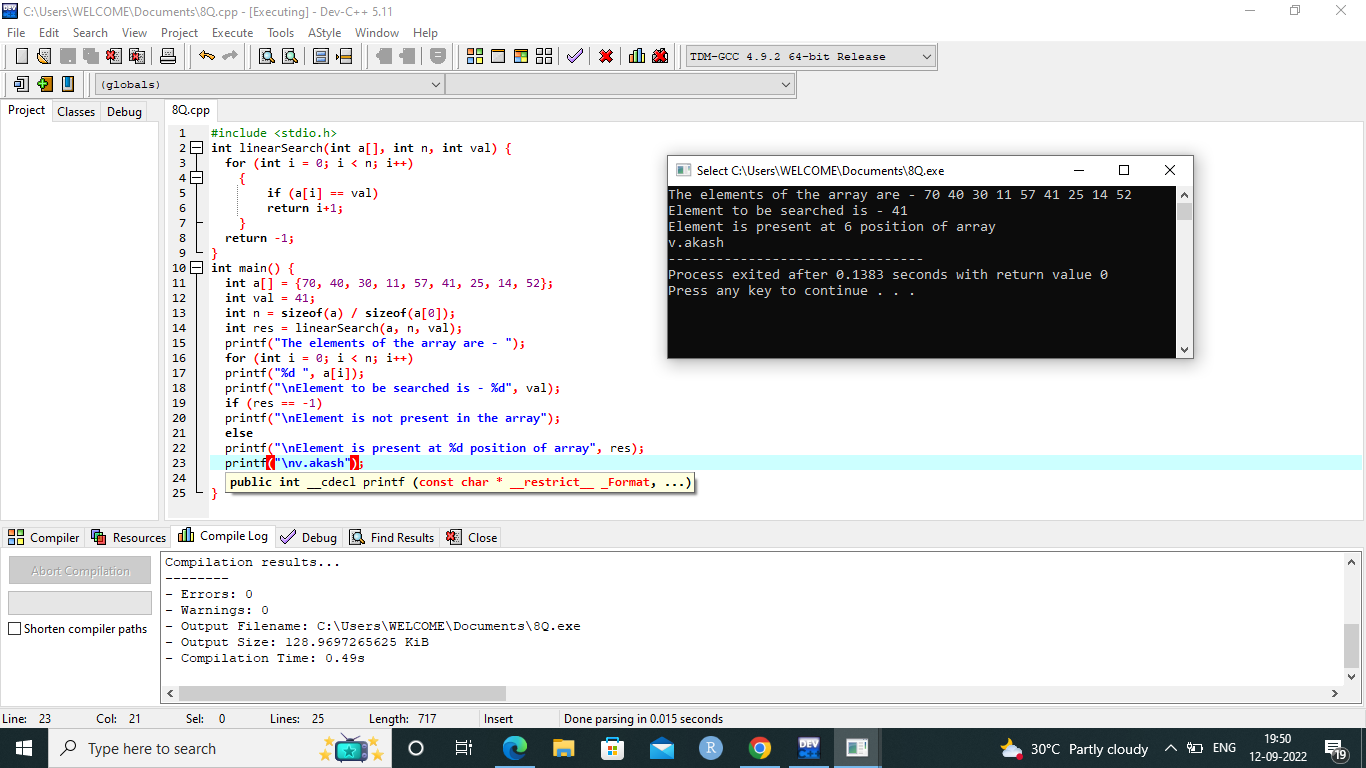 C:\Users\WELCOME\Documents\8Q.cpp - [Executing] - Dev-C++ 5.11
File Edit Search View Project Execute Tools AStyle Window Help
TDM-GCC 4.9.2 64-bit Release
(globals)
Project Classes Debug
8Q.cpp
1 #include <stdio.h>
2 int linearSearch(int a[], int n, int val) {
3 for (int i = 0; i < n; i++)
4 {
5 if (a[i] == val)
6 return i+1;
7 }
8 return -1;
9 }
10 int main() {
11 int a[] = {70, 40, 30, 11, 57, 41, 25, 14, 52};
12 int val = 41;
13 int n = sizeof(a) / sizeof(a[0]);
14 int res = linearSearch(a, n, val);
15 printf("The elements of the array are - ");
16 for (int i = 0; i < n; i++)
17 printf("%d ", a[i]);
18 printf("\nElement to be searched is - %d", val);
19 if (res == -1)
20 printf("\nElement is not present in the array");
21 else
22 printf("\nElement is present at %d position of array", res);
23 printf("\nv.akash");
24
public int __cdecl printf (const char * __restrict__ _Format, ...)
25 }
Select C:\Users\WELCOME\Documents\8Q.exe
The elements of the array are - 70 40 30 11 57 41 25 14 52
Element to be searched is - 41
Element is present at 6 position of array
v.akash
--------------------------------
Process exited after 0.1383 seconds with return value 0
Press any key to continue . . .
Compiler Resources Compile Log Debug Find Results Close
Abort Compilation
Shorten compiler paths
Compilation results...
--------
- Errors: 0
- Warnings: 0
- Output Filename: C:\Users\WELCOME\Documents\8Q.exe
- Output Size: 128.9697265625 KiB
- Compilation Time: 0.49s
Line: 23 Col: 21 Sel: 0 Lines: 25 Length: 717 Insert Done parsing in 0.015 seconds
Type here to search
R
DEV
30°C Partly cloudy
ENG
19:50
12-09-2022
19